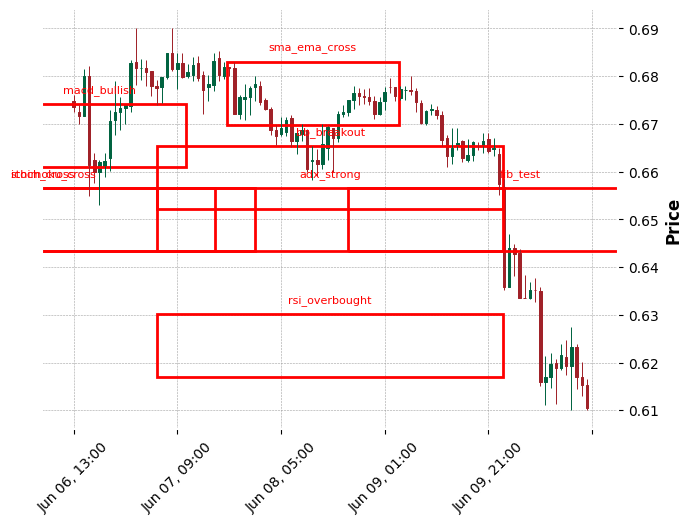 sma_ema_cross
macd_bullish
adx_strong
fib_test
rsi_overbought
0.69
0.68
0.67
0.66
0.65
0.64
0.63
0.62
0.61
Price
Jun 06, 13:00
Jun 07, 09:00
Jun 08, 05:00
Jun 09, 01:00
Jun 09, 21:00